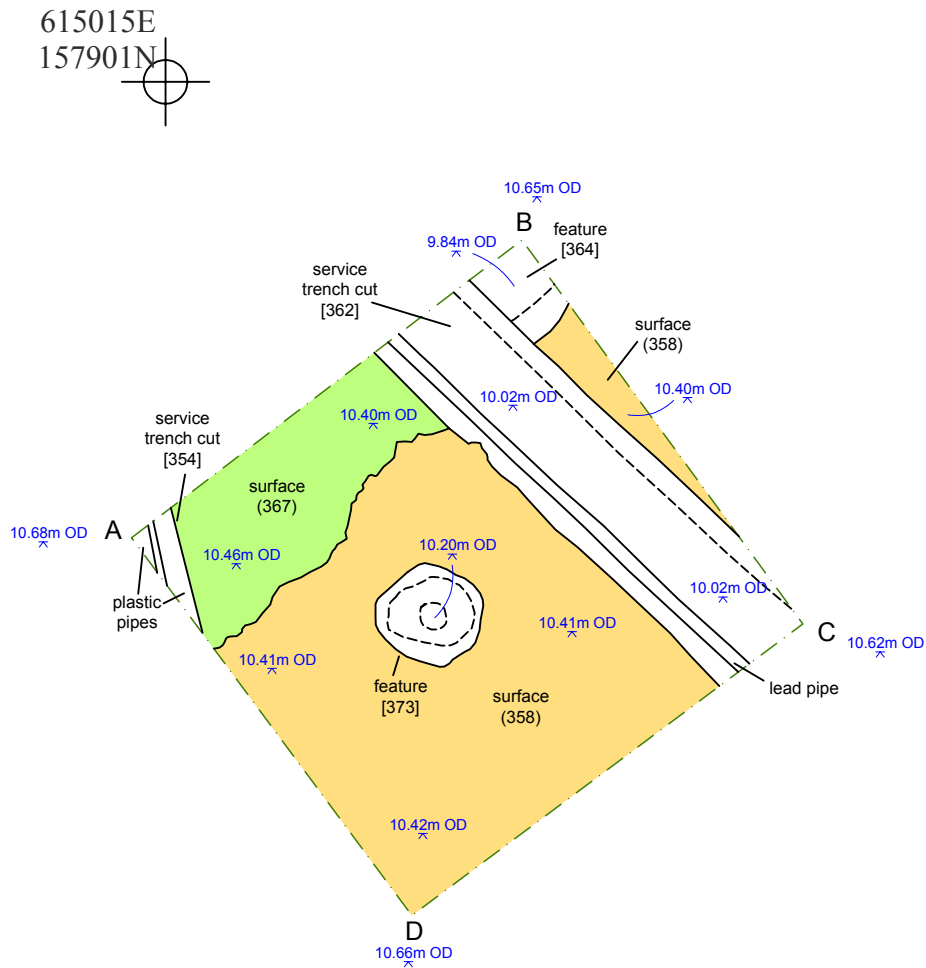 615015E
157901N
10.65m OD
B
9.84m OD
feature
[364]
service
trench cut
[362]
surface
(358)
10.40m OD
10.02m OD
10.40m OD
service
trench cut
[354]
surface
(367)
10.68m OD
A
10.46m OD
10.20m OD
plastic
pipes
10.02m OD
10.41m OD
C
10.62m OD
10.41m OD
feature
[373]
surface
(358)
lead pipe
10.42m OD
D
10.66m OD